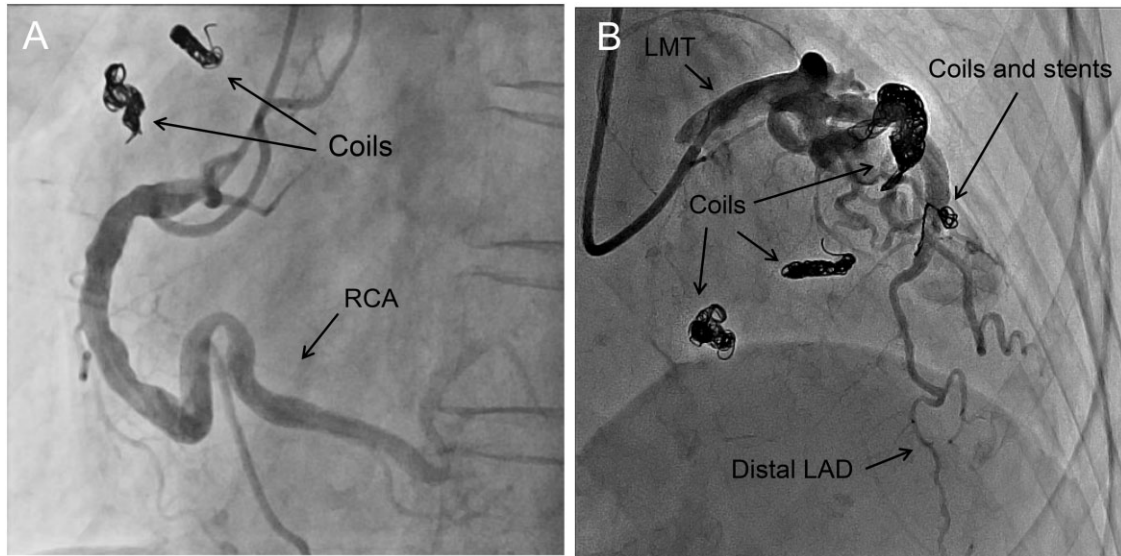 A
Coils
RCA
B
LMT
Coils and stents
Coils
Distal LAD